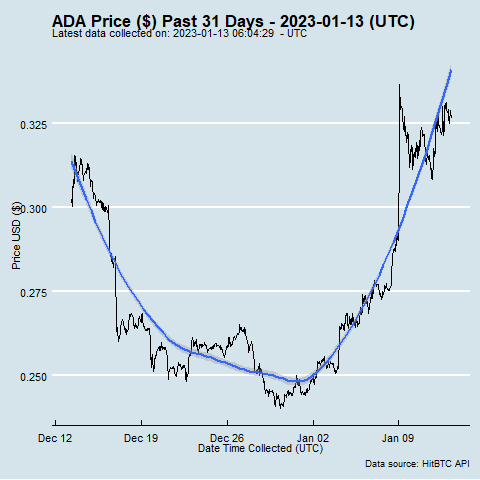 ADA Price ($) Past 31 Days - 2023-01-13 (UTC)
Latest data collected on: 2023-01-13 06:04:29  - UTC
Price USD ($)
0.325
0.300
0.275
0.250
Dec 12 Dec 19 Dec 26 Jan 02 Jan 09
Date Time Collected (UTC)
Data source: HitBTC API